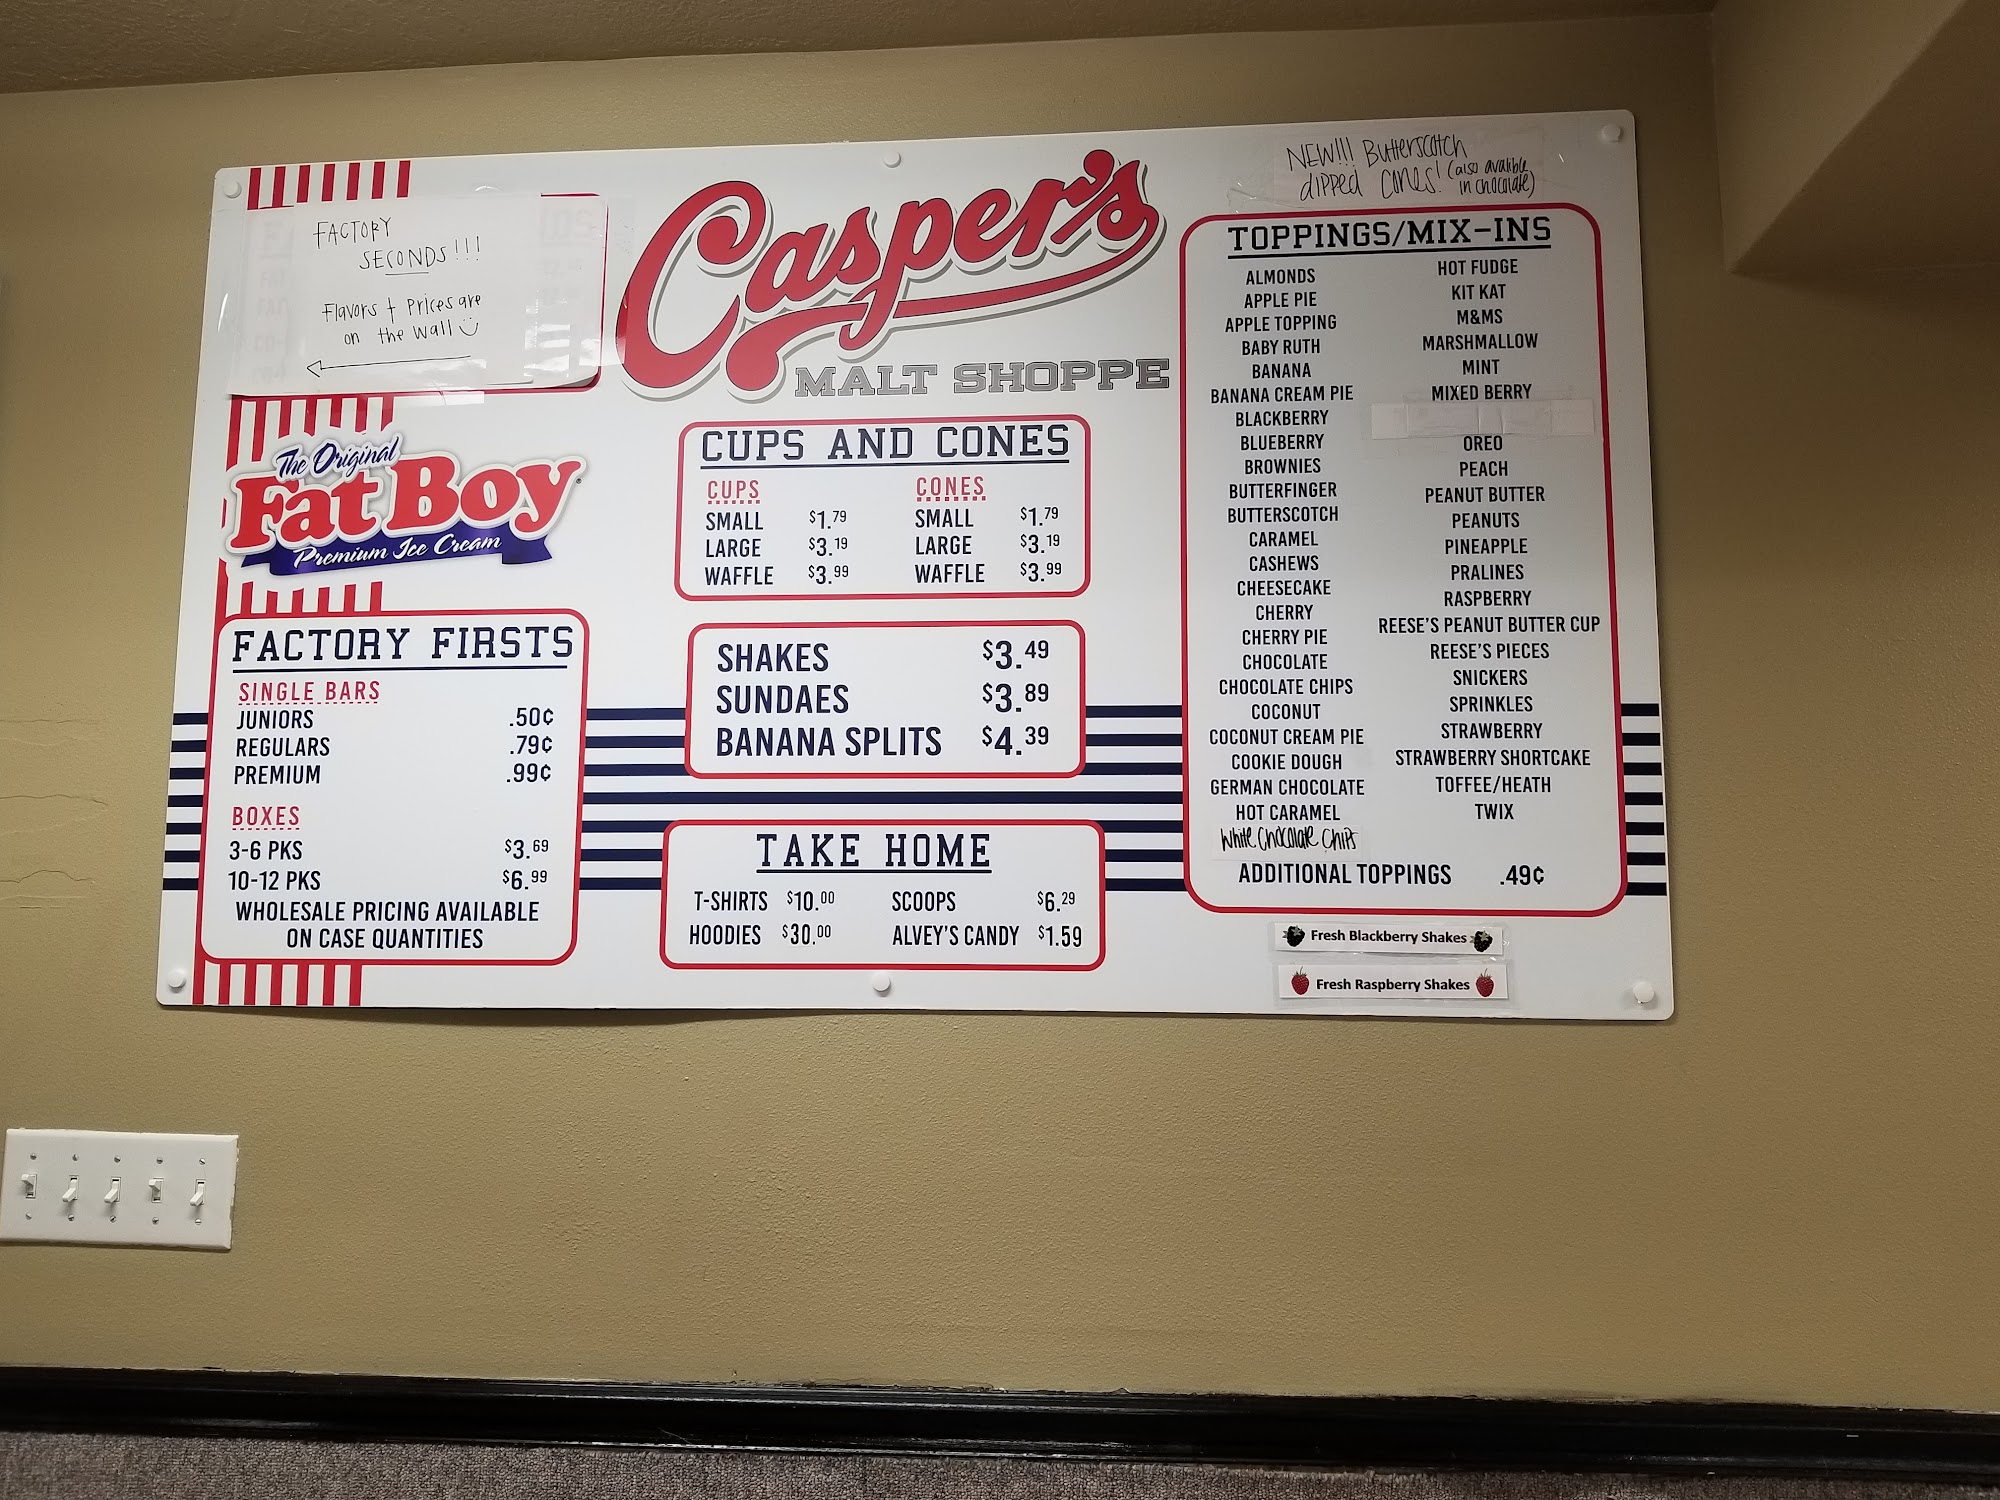 FACTORY
SECONDS!!!
Flavors + Prices are
on the wall
Casper's
MALT SHOPPE
The Original
Fat Boy®
Premium Ice Cream
FACTORY FIRSTS
SINGLE BARS
JUNIORS .50¢
REGULARS .79¢
PREMIUM .99¢
BOXES
3-6 PKS $3.69
10-12 PKS $6.99
WHOLESALE PRICING AVAILABLE
ON CASE QUANTITIES
CUPS AND CONES
CUPS
SMALL $1.79
LARGE $3.19
WAFFLE $3.99
CONES
SMALL $1.79
LARGE $3.19
WAFFLE $3.99
SHAKES $3.49
SUNDAES $3.89
BANANA SPLITS $4.39
TAKE HOME
T-SHIRTS $10.00
HOODIES $30.00
SCOOPS $6.29
ALVEY'S CANDY $1.59
NEW!!! Butterscotch
dipped cones! (also avalible
in chocolate)
TOPPINGS/MIX-INS
ALMONDS
APPLE PIE
APPLE TOPPING
BABY RUTH
BANANA
BANANA CREAM PIE
BLACKBERRY
BLUEBERRY
BROWNIES
BUTTERFINGER
BUTTERSCOTCH
CARAMEL
CASHEWS
CHEESECAKE
CHERRY
CHERRY PIE
CHOCOLATE
CHOCOLATE CHIPS
COCONUT
COCONUT CREAM PIE
COOKIE DOUGH
GERMAN CHOCOLATE
HOT CARAMEL
White Chocolate Chips
HOT FUDGE
KIT KAT
M&MS
MARSHMALLOW
MINT
MIXED BERRY
OREO
PEACH
PEANUT BUTTER
PEANUTS
PINEAPPLE
PRALINES
RASPBERRY
REESE'S PEANUT BUTTER CUP
REESE'S PIECES
SNICKERS
SPRINKLES
STRAWBERRY
STRAWBERRY SHORTCAKE
TOFFEE/HEATH
TWIX
ADDITIONAL TOPPINGS .49¢
Fresh Blackberry Shakes
Fresh Raspberry Shakes